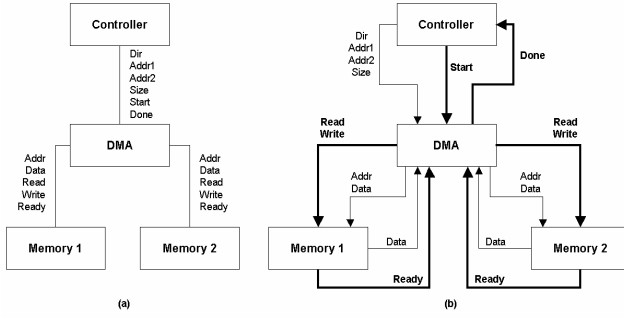 Controller
Dir
Addr1
Addr2
Size
Start
Done
DMA
Addr
Data
Read
Write
Ready
Addr
Data
Read
Write
Ready
Memory 1
Memory 2
(a)
Controller
Dir
Addr1
Addr2
Size
Start
Done
Read
Write
DMA
Read
Write
Addr
Data
Addr
Data
Memory 1
Data
Data
Memory 2
Ready
Ready
(b)